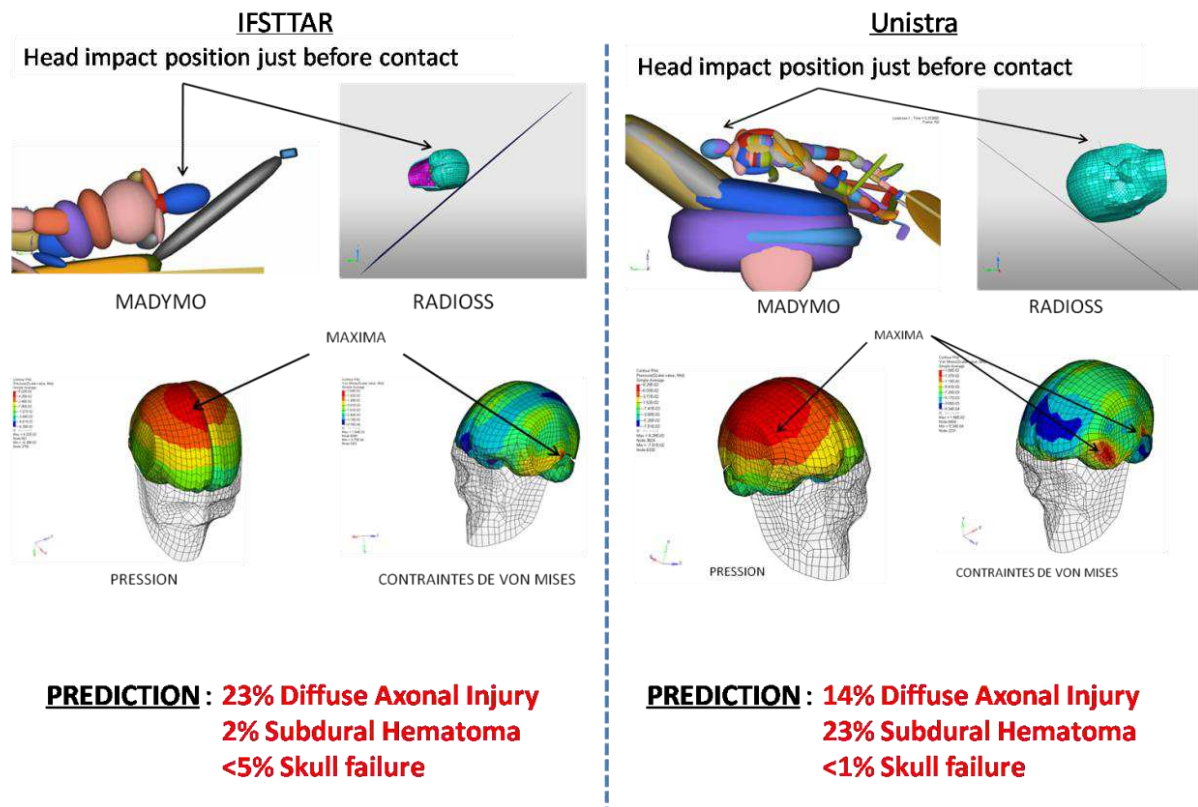 IFSTTAR
Head impact position just before contact
MADYMO
RADIOSS
MAXIMA
PRESSION
CONTRAINTES DE VON MISES
PREDICTION : 23% Diffuse Axonal Injury
2% Subdural Hematoma
<5% Skull failure
Unistra
Head impact position just before contact
MADYMO
RADIOSS
MAXIMA
PRESSION
CONTRAINTES DE VON MISES
PREDICTION : 14% Diffuse Axonal Injury
23% Subdural Hematoma
<1% Skull failure